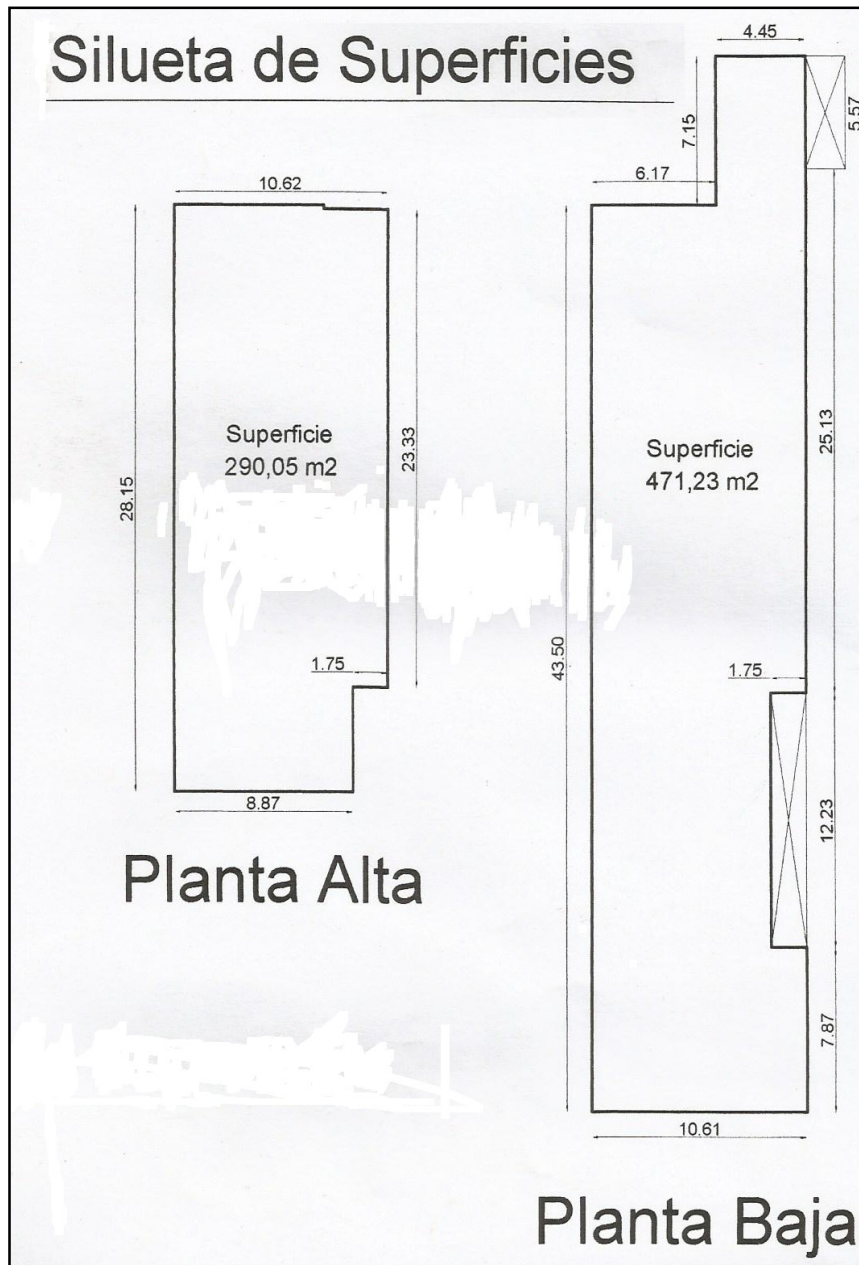 Silueta de Superficies
4.45
5.57
7.15
6.17
10.62
28.15
23.33
Superficie
290,05 m2
1.75
8.87
Planta Alta
43.50
25.13
Superficie
471,23 m2
1.75
12.23
7.87
10.61
Planta Baja